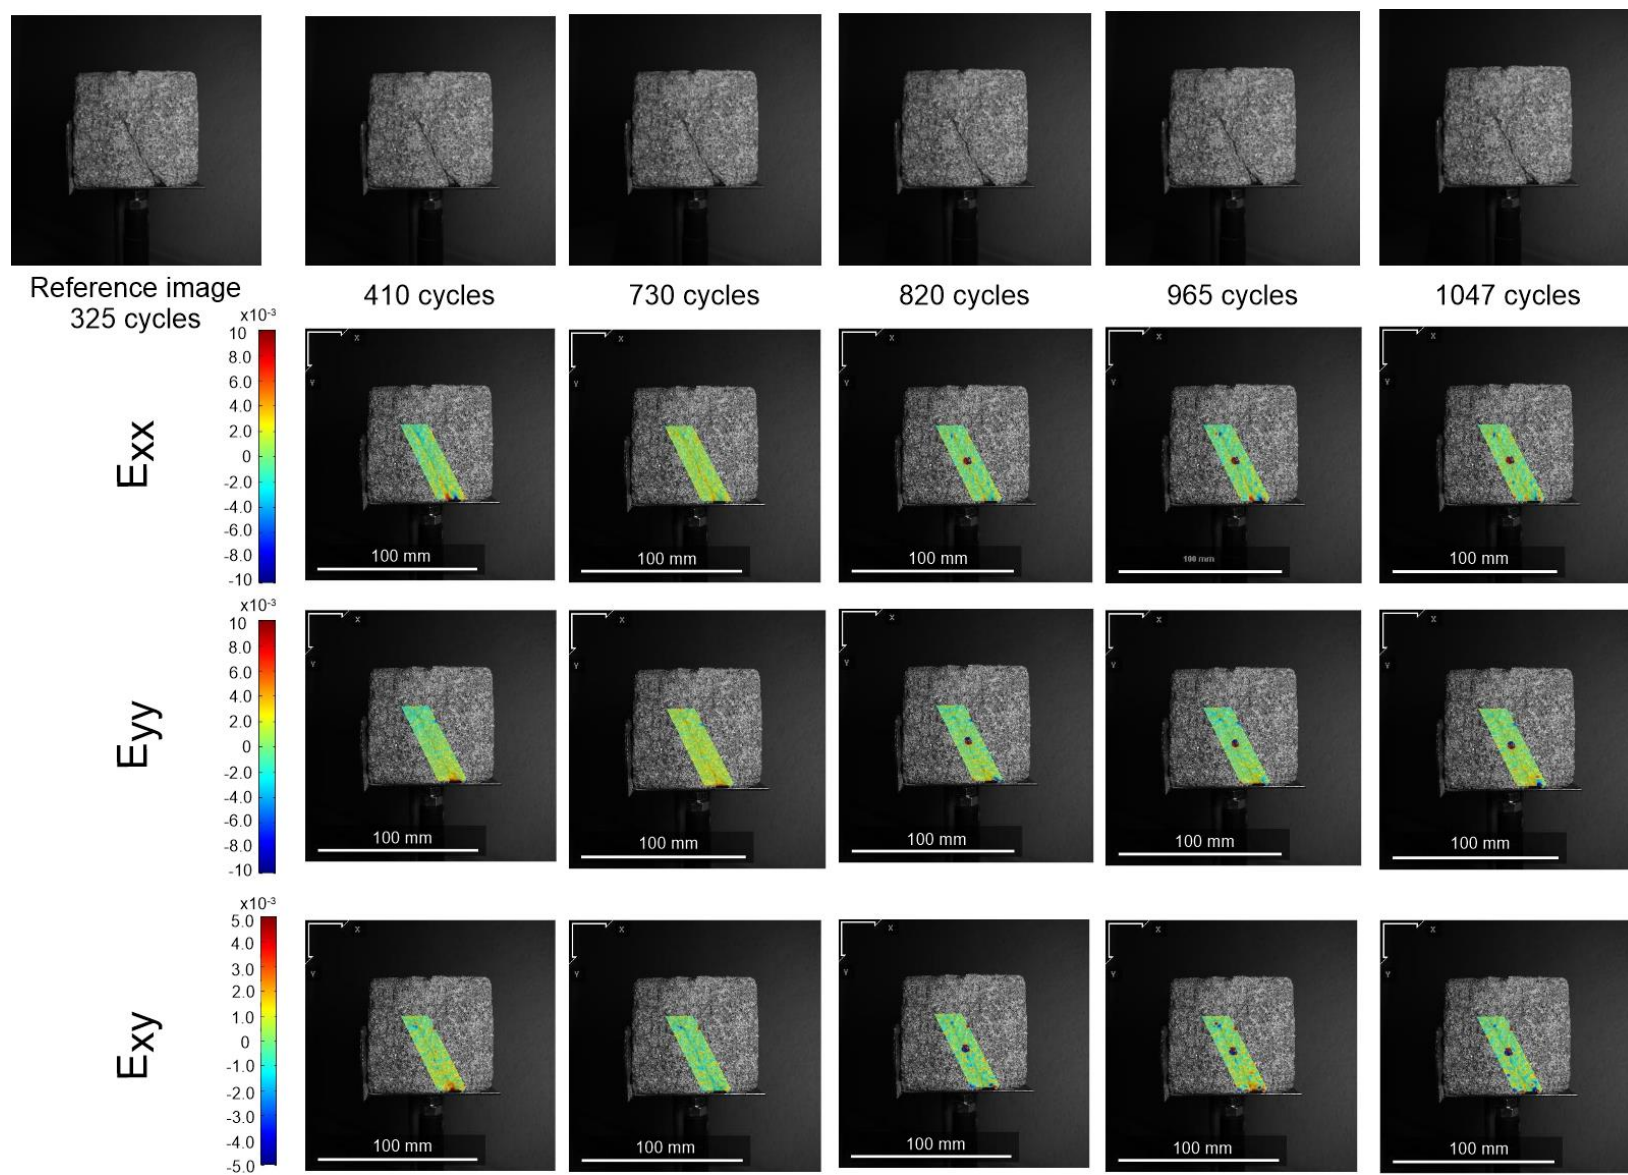 Reference image
325 cycles
410 cycles
730 cycles
820 cycles
965 cycles
1047 cycles
x10⁻³
10
8.0
6.0
4.0
2.0
0
-2.0
-4.0
-6.0
-8.0
-10
Exx
X
Y
100 mm
X
Y
100 mm
X
Y
100 mm
X
Y
100 mm
X
Y
100 mm
x10⁻³
10
8.0
6.0
4.0
2.0
0
-2.0
-4.0
-6.0
-8.0
-10
Eyy
X
Y
100 mm
X
Y
100 mm
X
Y
100 mm
X
Y
100 mm
X
Y
100 mm
x10⁻³
5.0
4.0
3.0
2.0
1.0
0
-1.0
-2.0
-3.0
-4.0
-5.0
Exy
X
Y
100 mm
X
Y
100 mm
X
Y
100 mm
X
Y
100 mm
X
Y
100 mm